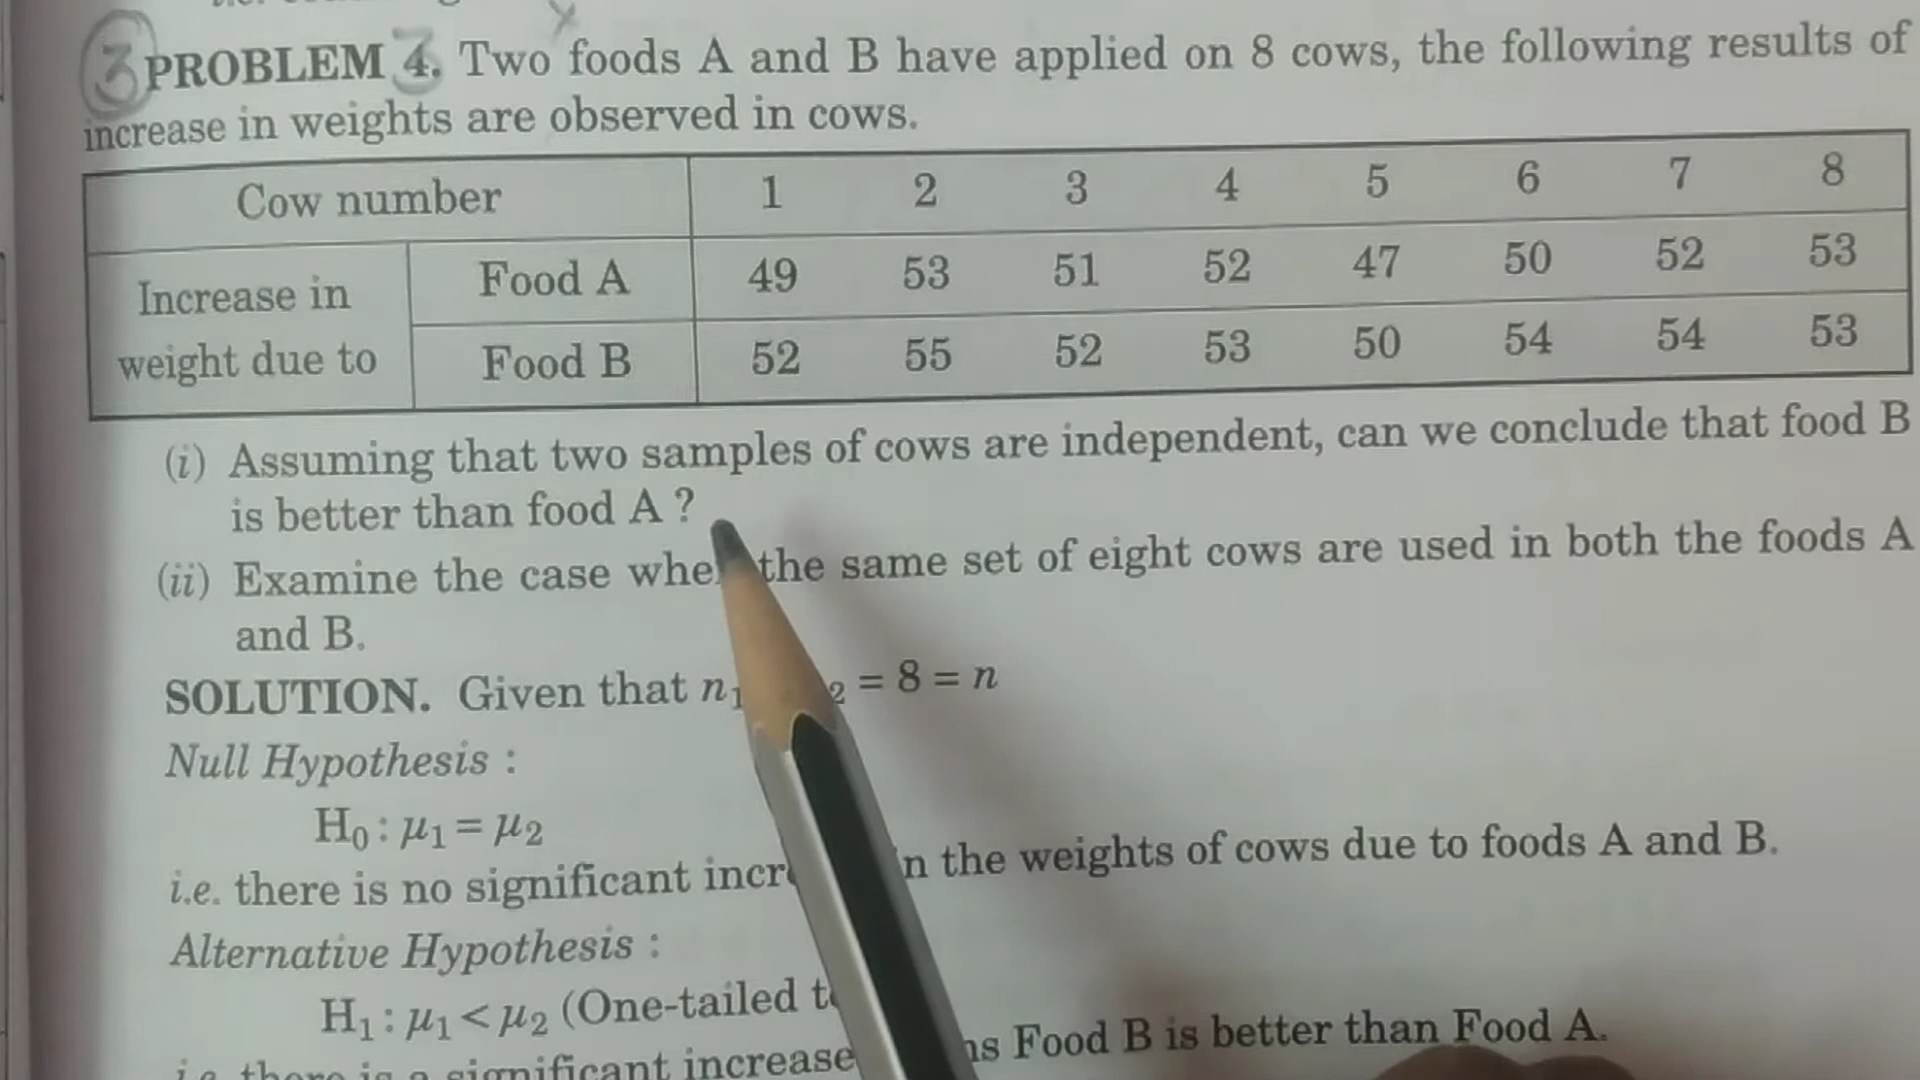 3 PROBLEM 4. Two foods A and B have applied on 8 cows, the following results of
increase in weights are observed in cows.
Cow number 1 2 3 4 5 6 7 8
Increase in weight due to
Food A 49 53 51 52 47 50 52 53
Food B 52 55 52 53 50 54 54 53
(i) Assuming that two samples of cows are independent, can we conclude that food B
is better than food A ?
(ii) Examine the case the same set of eight cows are used in both the foods A
and B.
SOLUTION. Given that n₁ ₂ = 8 = n
Null Hypothesis :
H₀ : μ₁ = μ₂
i.e. there is no significant in the weights of cows due to foods A and B.
Alternative Hypothesis :
H₁ : μ₁ < μ₂ (One-tailed
i.e. there is a significant increase Food B is better than Food A.